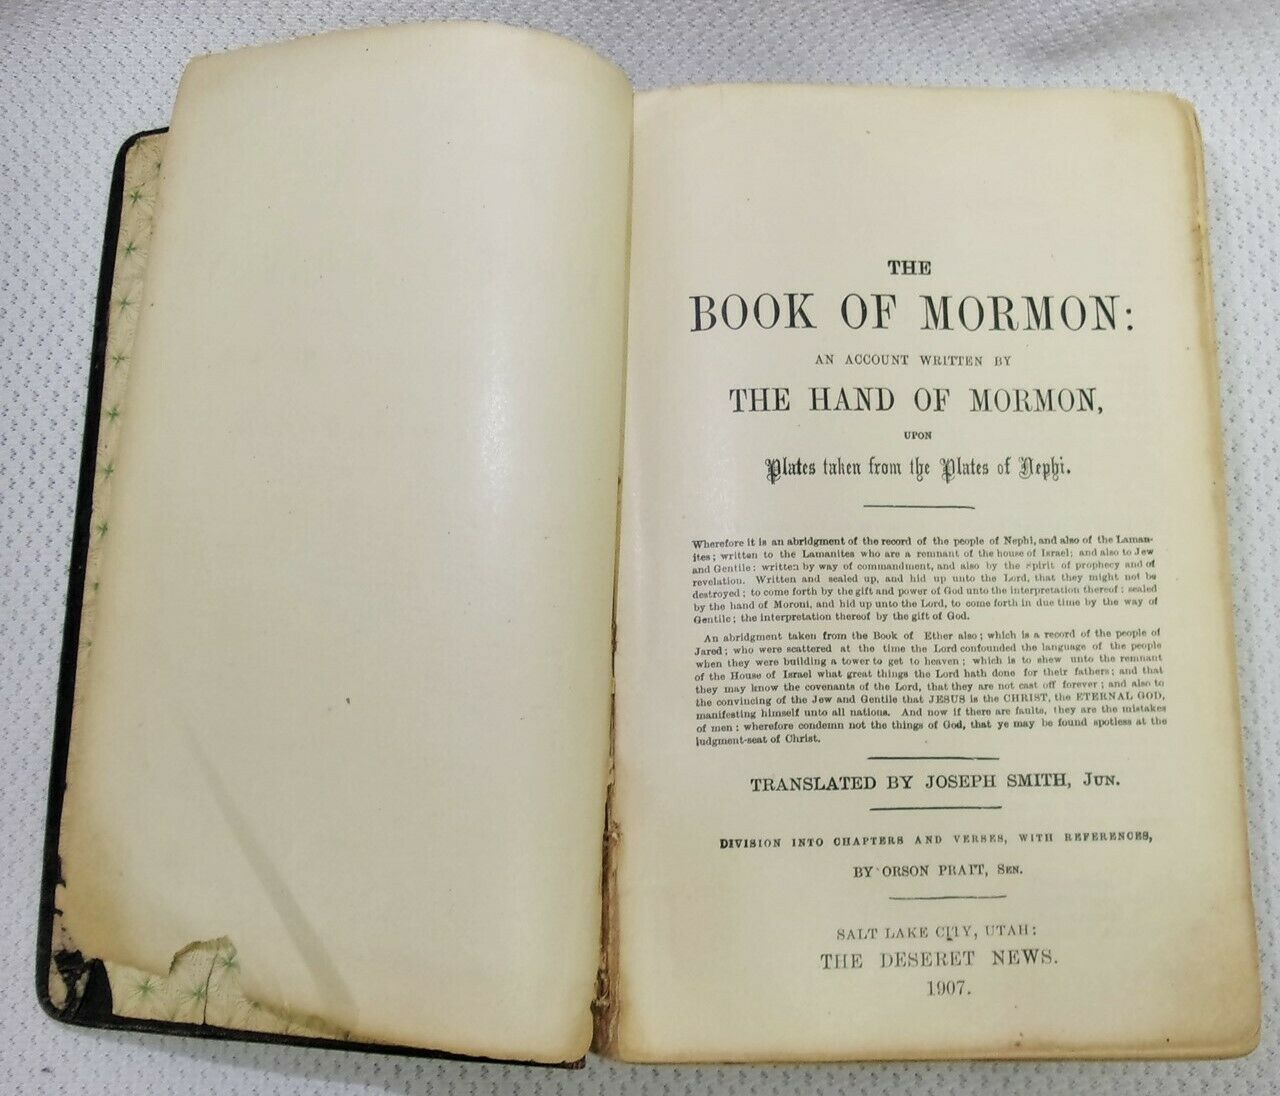 THE
BOOK OF MORMON:
AN ACCOUNT WRITTEN BY
THE HAND OF MORMON,
UPON
Plates taken from the Plates of Nephi.
Wherefore it is an abridgment of the record of the people of Nephi, and also of the Laman-
ites; written to the Lamanites who are a remnant of the house of Israel; and also to Jew
and Gentile: written by way of commandment, and also by the spirit of prophecy and of
revelation. Written and sealed up, and hid up unto the Lord, that they might not be
destroyed; to come forth by the gift and power of God unto the interpretation thereof: sealed
by the hand of Moroni, and hid up unto the Lord, to come forth in due time by the way of
Gentile; the interpretation thereof by the gift of God.
An abridgment taken from the Book of Ether also; which is a record of the people of
Jared; who were scattered at the time the Lord confounded the language of the people
when they were building a tower to get to heaven; which is to shew unto the remnant
of the House of Israel what great things the Lord hath done for their fathers; and that
they may know the covenants of the Lord, that they are not cast off forever; and also to
the convincing of the Jew and Gentile that JESUS is the CHRIST, the ETERNAL GOD,
manifesting himself unto all nations. And now if there are faults, they are the mistakes
of men: wherefore condemn not the things of God, that ye may be found spotless at the
judgment-seat of Christ.
TRANSLATED BY JOSEPH SMITH, JUN.
DIVISION INTO CHAPTERS AND VERSES, WITH REFERENCES,
BY ORSON PRATT, SEN.
SALT LAKE CITY, UTAH:
THE DESERET NEWS.
1907.